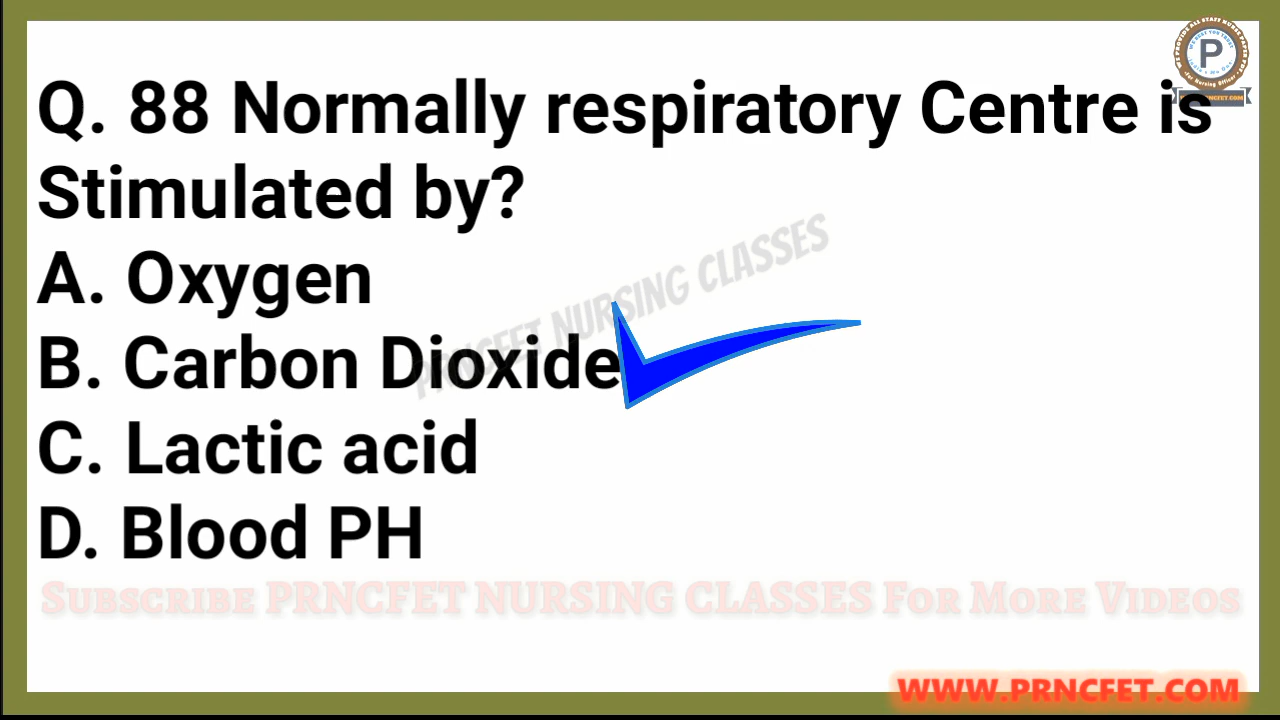 Q. 88 Normally respiratory Centre is
Stimulated by?
A. Oxygen
B. Carbon Dioxide
C. Lactic acid
D. Blood PH
PRNCFET NURSING CLASSES
SUBSCRIBE PRNCFET NURSING CLASSES FOR MORE VIDEOS
WWW.PRNCFET.COM
P